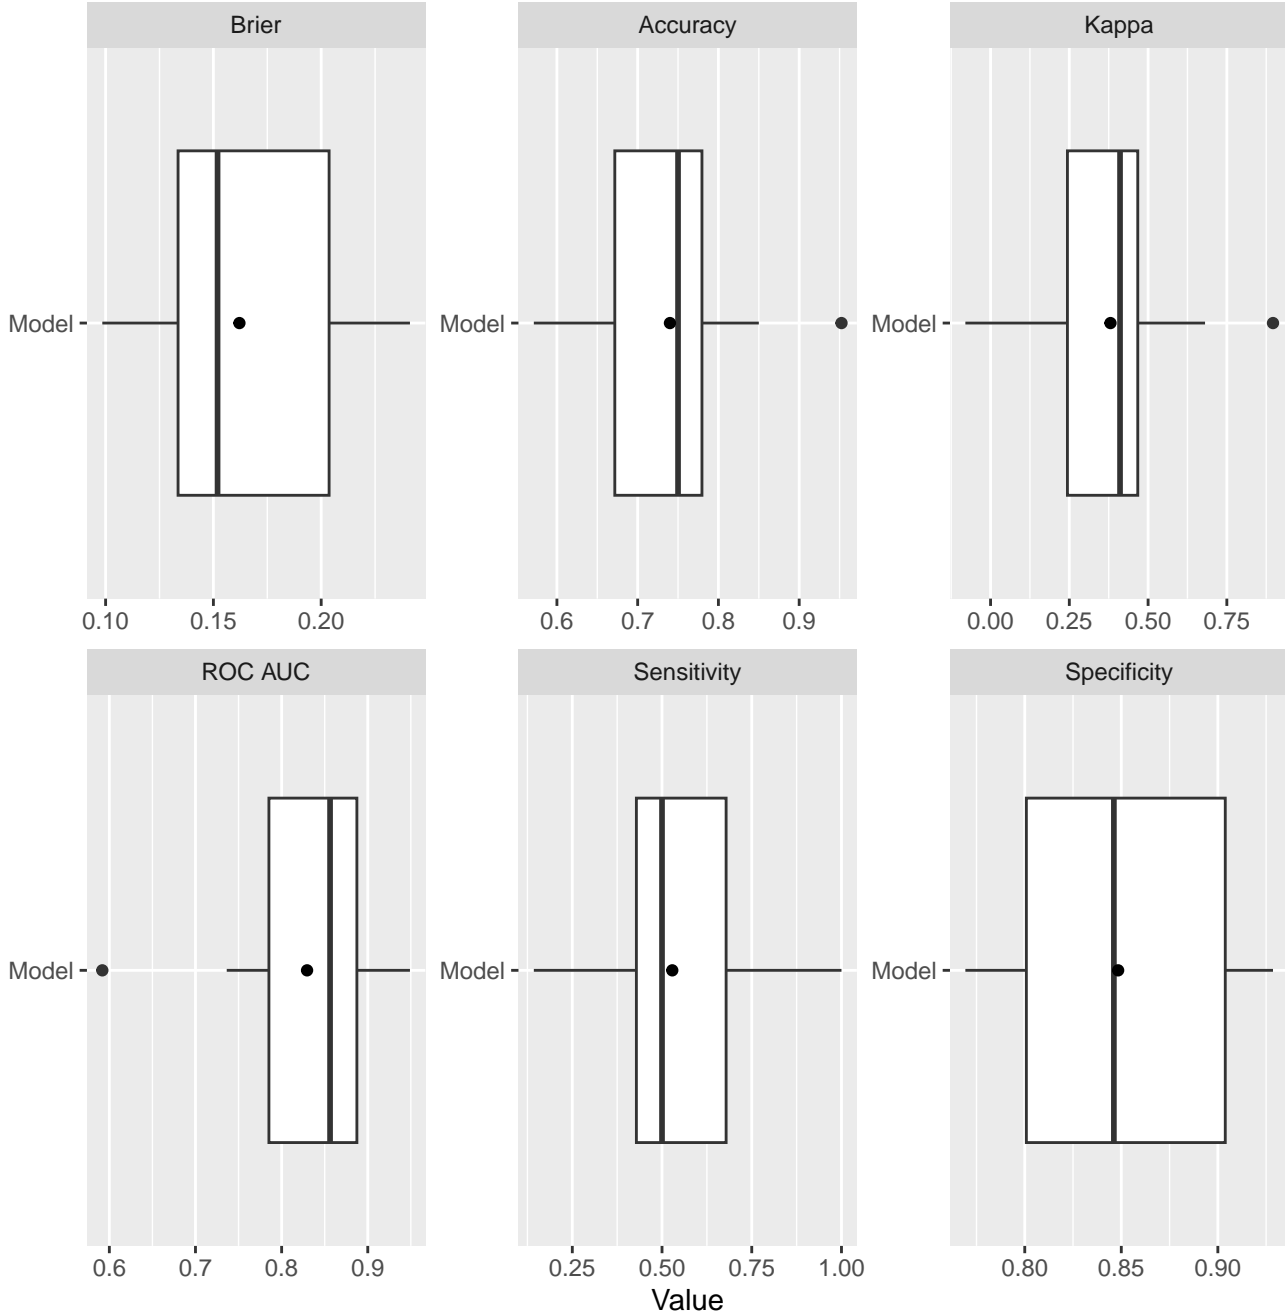 Brier Accuracy Kappa
Model Model Model
0.10 0.15 0.20 0.6 0.7 0.8 0.9 0.00 0.25 0.50 0.75
ROC AUC Sensitivity Specificity
Model Model Model
0.6 0.7 0.8 0.9 0.25 0.50 0.75 1.00 0.80 0.85 0.90
Value